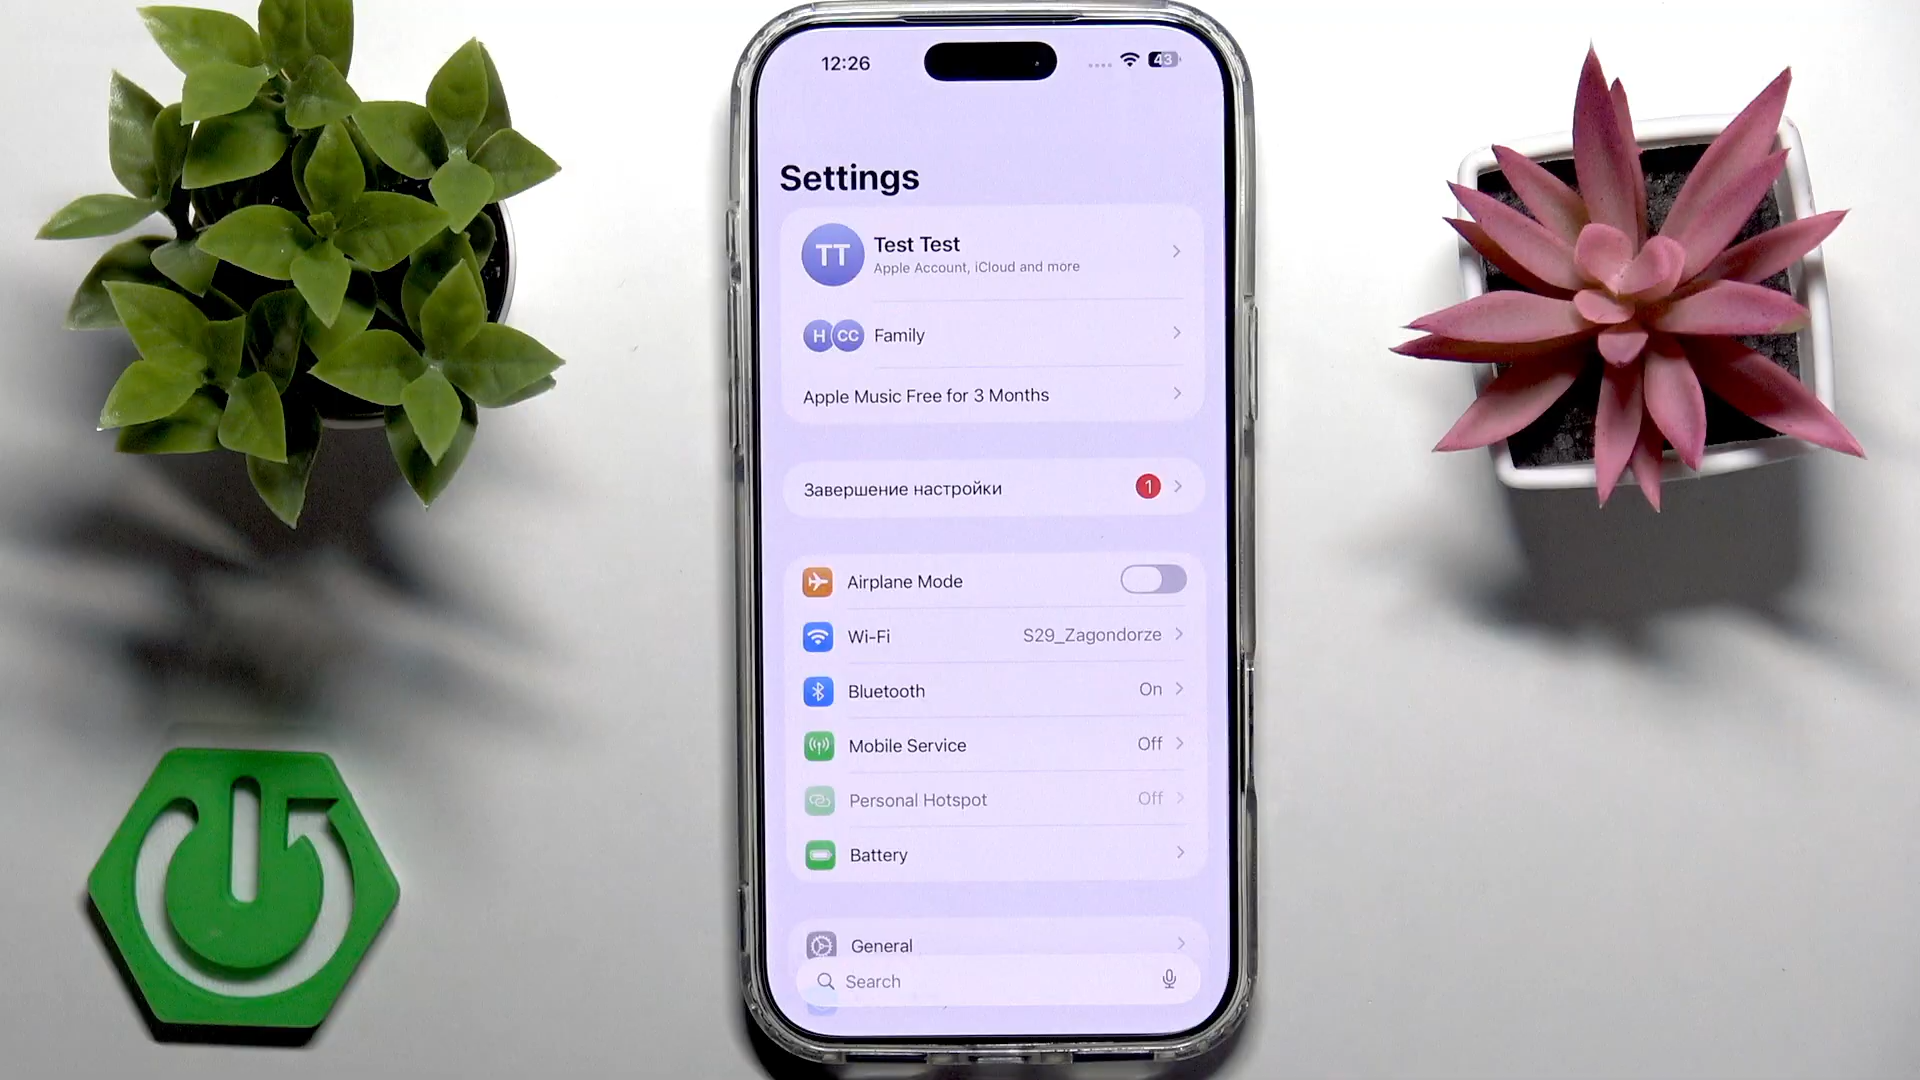 12:26
43
Settings
TT
Test Test
Apple Account, iCloud and more
H CC
Family
Apple Music Free for 3 Months
Завершение настройки
1
Airplane Mode
Wi-Fi
S29_Zagondorze
Bluetooth
On
Mobile Service
Off
Personal Hotspot
Off
Battery
General
Search